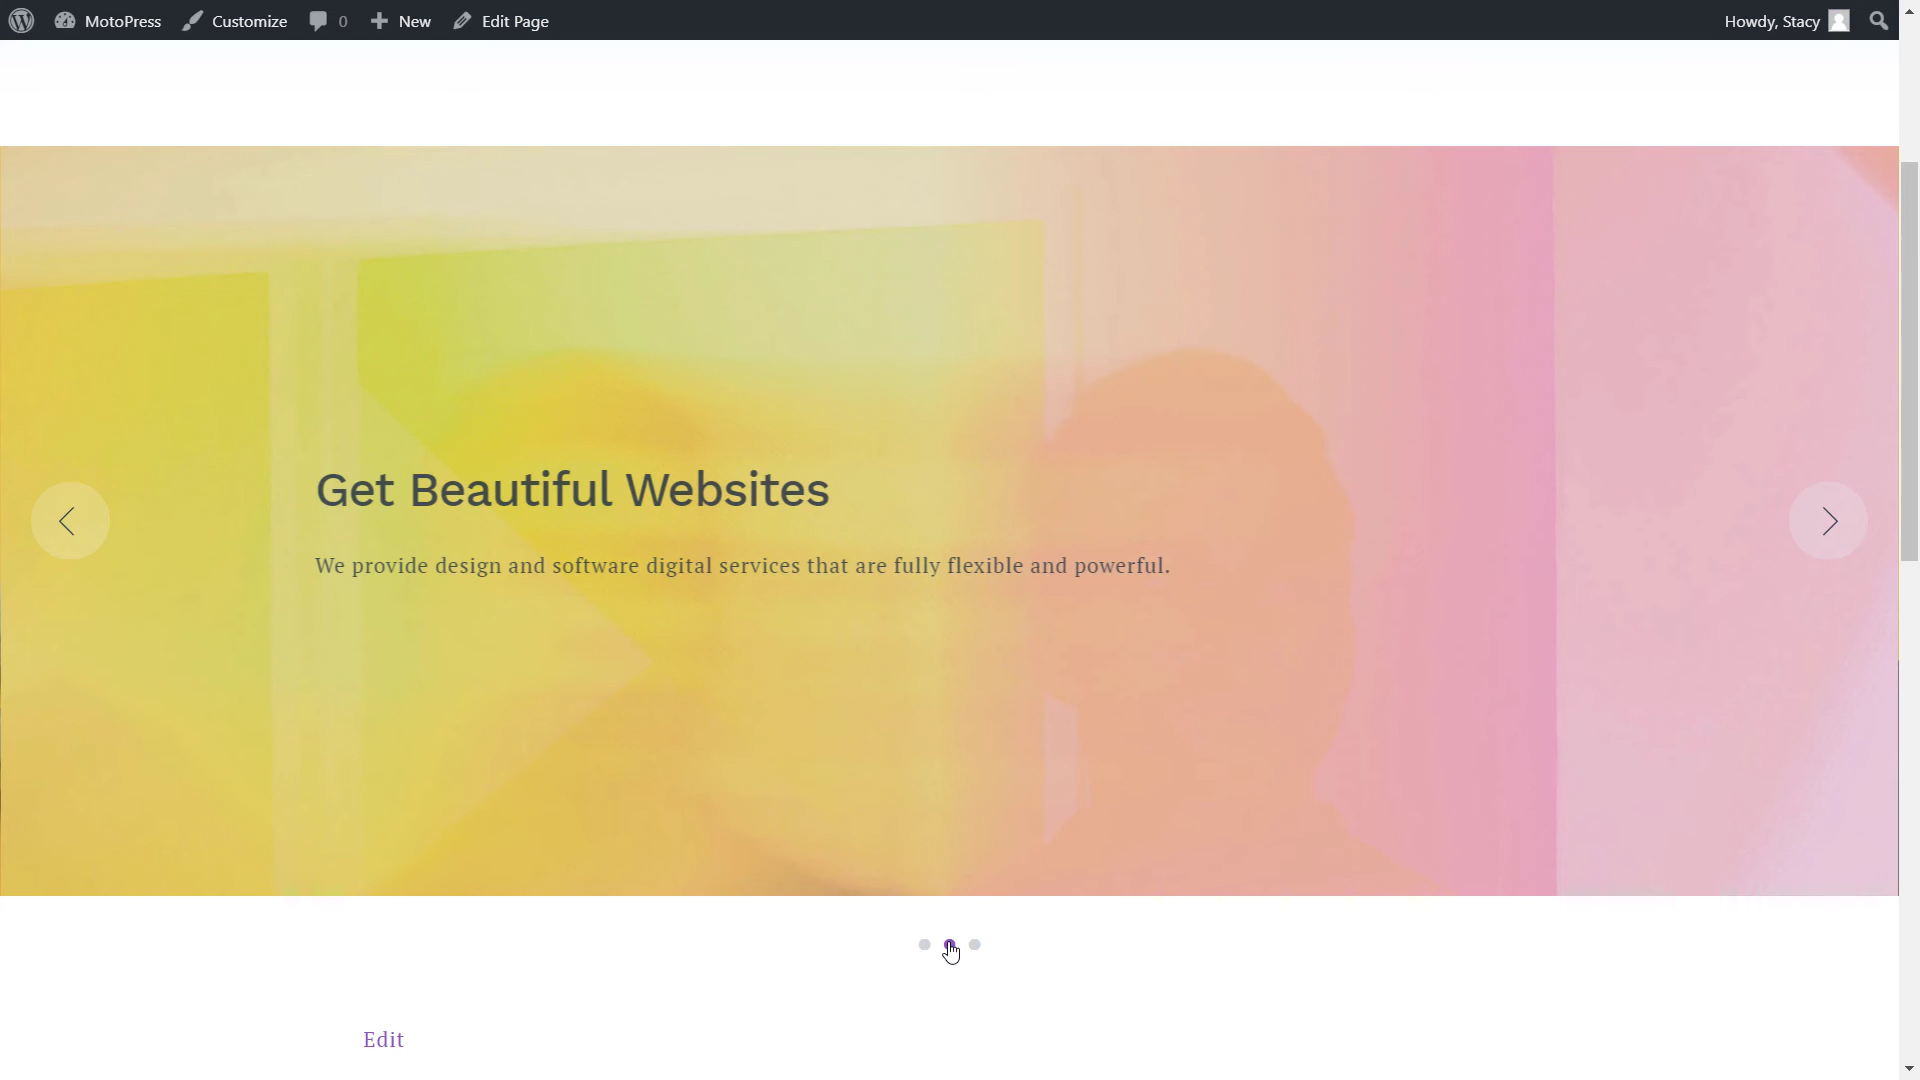 MotoPress Customize 0 New Edit Page Howdy, Stacy
Get Beautiful Websites
We provide design and software digital services that are fully flexible and powerful.
Edit